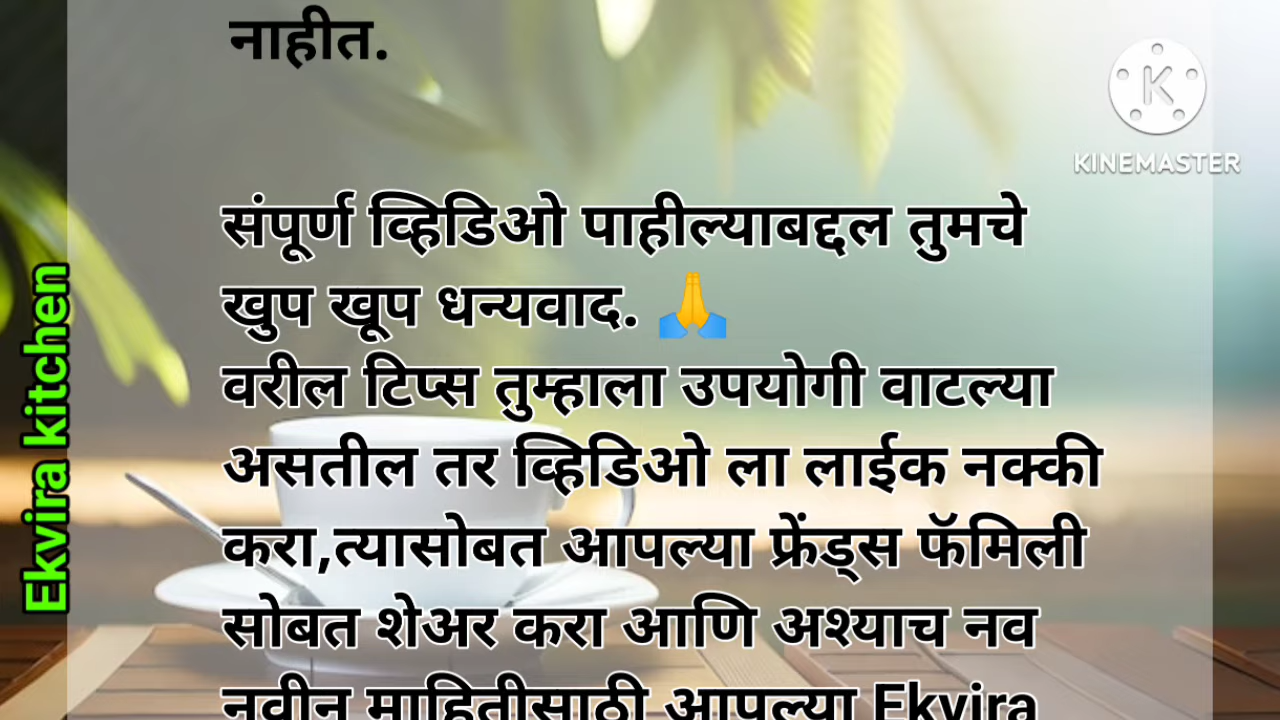 नाहीत.
KINEMASTER
संपूर्ण व्हिडिओ पाहील्याबद्दल तुमचे
खुप खूप धन्यवाद. 🙏
वरील टिप्स तुम्हाला उपयोगी वाटल्या
असतील तर व्हिडिओ ला लाईक नक्की
करा,त्यासोबत आपल्या फ्रेंड्स फॅमिली
सोबत शेअर करा आणि अश्याच नव
नवीन माहितीसाठी आपल्या Ekvira
Ekvira kitchen